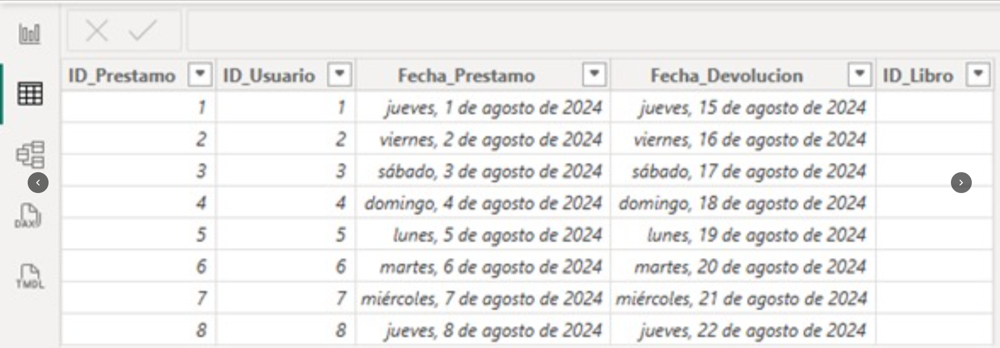 ID_Prestamo ID_Usuario Fecha_Prestamo Fecha_Devolucion ID_Libro
1 1 jueves, 1 de agosto de 2024 jueves, 15 de agosto de 2024
2 2 viernes, 2 de agosto de 2024 viernes, 16 de agosto de 2024
3 3 sábado, 3 de agosto de 2024 sábado, 17 de agosto de 2024
4 4 domingo, 4 de agosto de 2024 domingo, 18 de agosto de 2024
DAX
5 5 lunes, 5 de agosto de 2024 lunes, 19 de agosto de 2024
6 6 martes, 6 de agosto de 2024 martes, 20 de agosto de 2024
TMDL
7 7 miércoles, 7 de agosto de 2024 miércoles, 21 de agosto de 2024
8 8 jueves, 8 de agosto de 2024 jueves, 22 de agosto de 2024